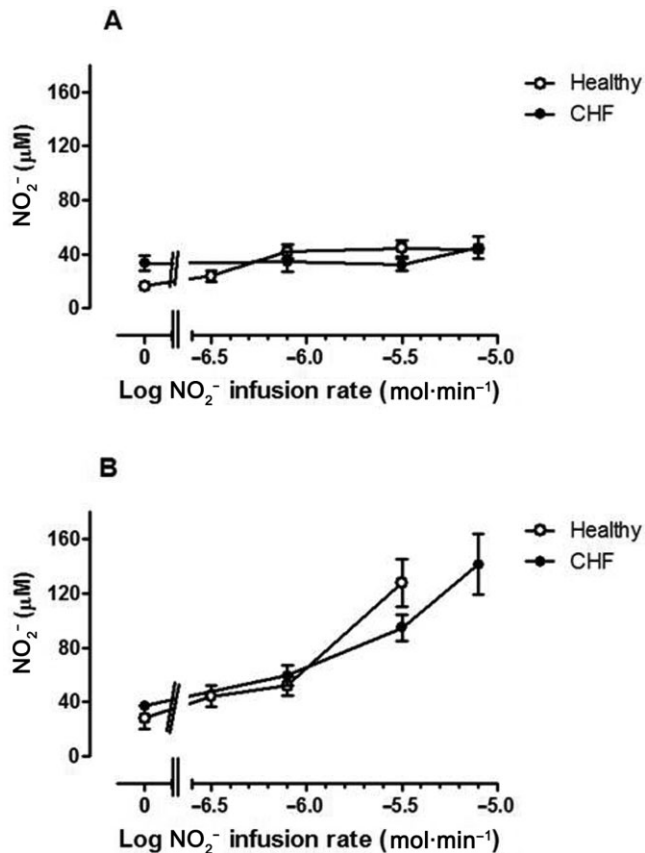 A
Healthy
CHF
160
120
80
40
0
NO₂⁻ (μM)
0 −6.5 −6.0 −5.5 −5.0
Log NO₂⁻ infusion rate (mol·min⁻¹)
B
Healthy
CHF
160
120
80
40
0
NO₂⁻ (μM)
0 −6.5 −6.0 −5.5 −5.0
Log NO₂⁻ infusion rate (mol·min⁻¹)